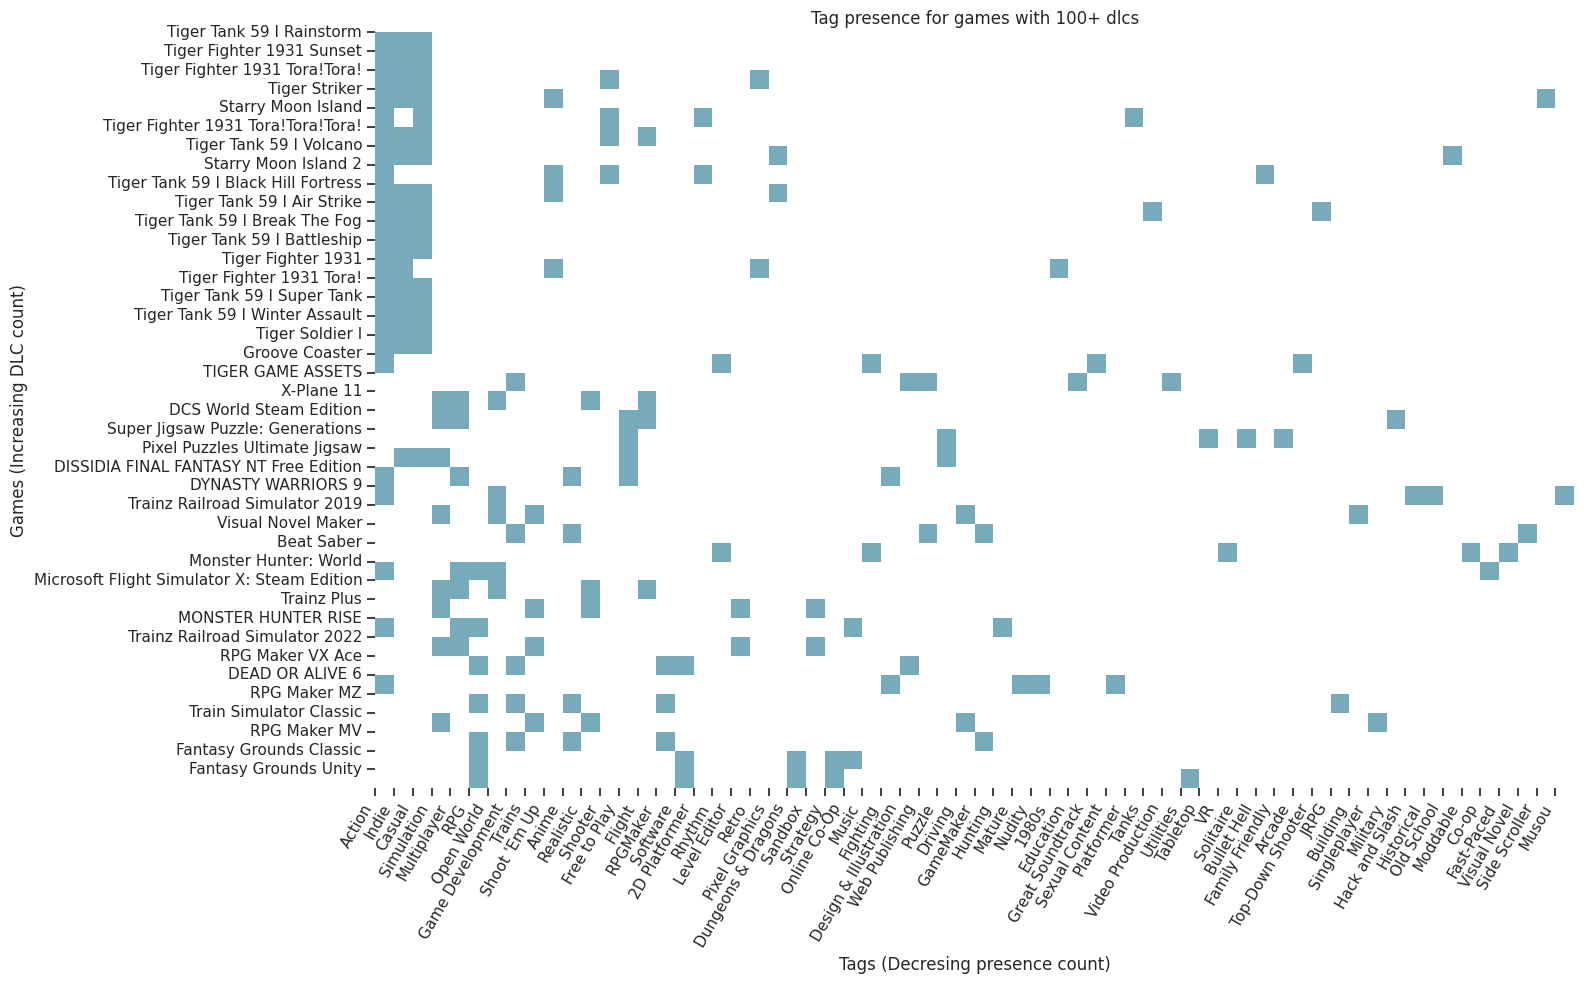 Tag presence for games with 100+ dlcs
Games (Increasing DLC count)
Tiger Tank 59 Ⅰ Rainstorm
Tiger Fighter 1931 Sunset
Tiger Fighter 1931 Tora!Tora!
Tiger Striker
Starry Moon Island
Tiger Fighter 1931 Tora!Tora!Tora!
Tiger Tank 59 Ⅰ Volcano
Starry Moon Island 2
Tiger Tank 59 Ⅰ Black Hill Fortress
Tiger Tank 59 Ⅰ Air Strike
Tiger Tank 59 Ⅰ Break The Fog
Tiger Tank 59 Ⅰ Battleship
Tiger Fighter 1931
Tiger Fighter 1931 Tora!
Tiger Tank 59 Ⅰ Super Tank
Tiger Tank 59 Ⅰ Winter Assault
Tiger Soldier Ⅰ
Groove Coaster
TIGER GAME ASSETS
X-Plane 11
DCS World Steam Edition
Super Jigsaw Puzzle: Generations
Pixel Puzzles Ultimate Jigsaw
DISSIDIA FINAL FANTASY NT Free Edition
DYNASTY WARRIORS 9
Trainz Railroad Simulator 2019
Visual Novel Maker
Beat Saber
Monster Hunter: World
Microsoft Flight Simulator X: Steam Edition
Trainz Plus
MONSTER HUNTER RISE
Trainz Railroad Simulator 2022
RPG Maker VX Ace
DEAD OR ALIVE 6
RPG Maker MZ
Train Simulator Classic
RPG Maker MV
Fantasy Grounds Classic
Fantasy Grounds Unity
Action
Indie
Casual
Simulation
Multiplayer
RPG
Open World
Game Development
Trains
Shoot 'Em Up
Anime
Realistic
Shooter
Free to Play
Flight
RPGMaker
Software
2D Platformer
Rhythm
Level Editor
Retro
Pixel Graphics
Dungeons & Dragons
Sandbox
Strategy
Online Co-Op
Music
Fighting
Design & Illustration
Web Publishing
Puzzle
Driving
GameMaker
Hunting
Mature
Nudity
1980s
Education
Great Soundtrack
Sexual Content
Platformer
Tanks
Video Production
Utilities
Tabletop
VR
Solitaire
Bullet Hell
Family Friendly
Arcade
Top-Down Shooter
JRPG
Building
Singleplayer
Military
Hack and Slash
Historical
Old School
Moddable
Co-op
Fast-Paced
Visual Novel
Side Scroller
Musou
Tags (Decresing presence count)